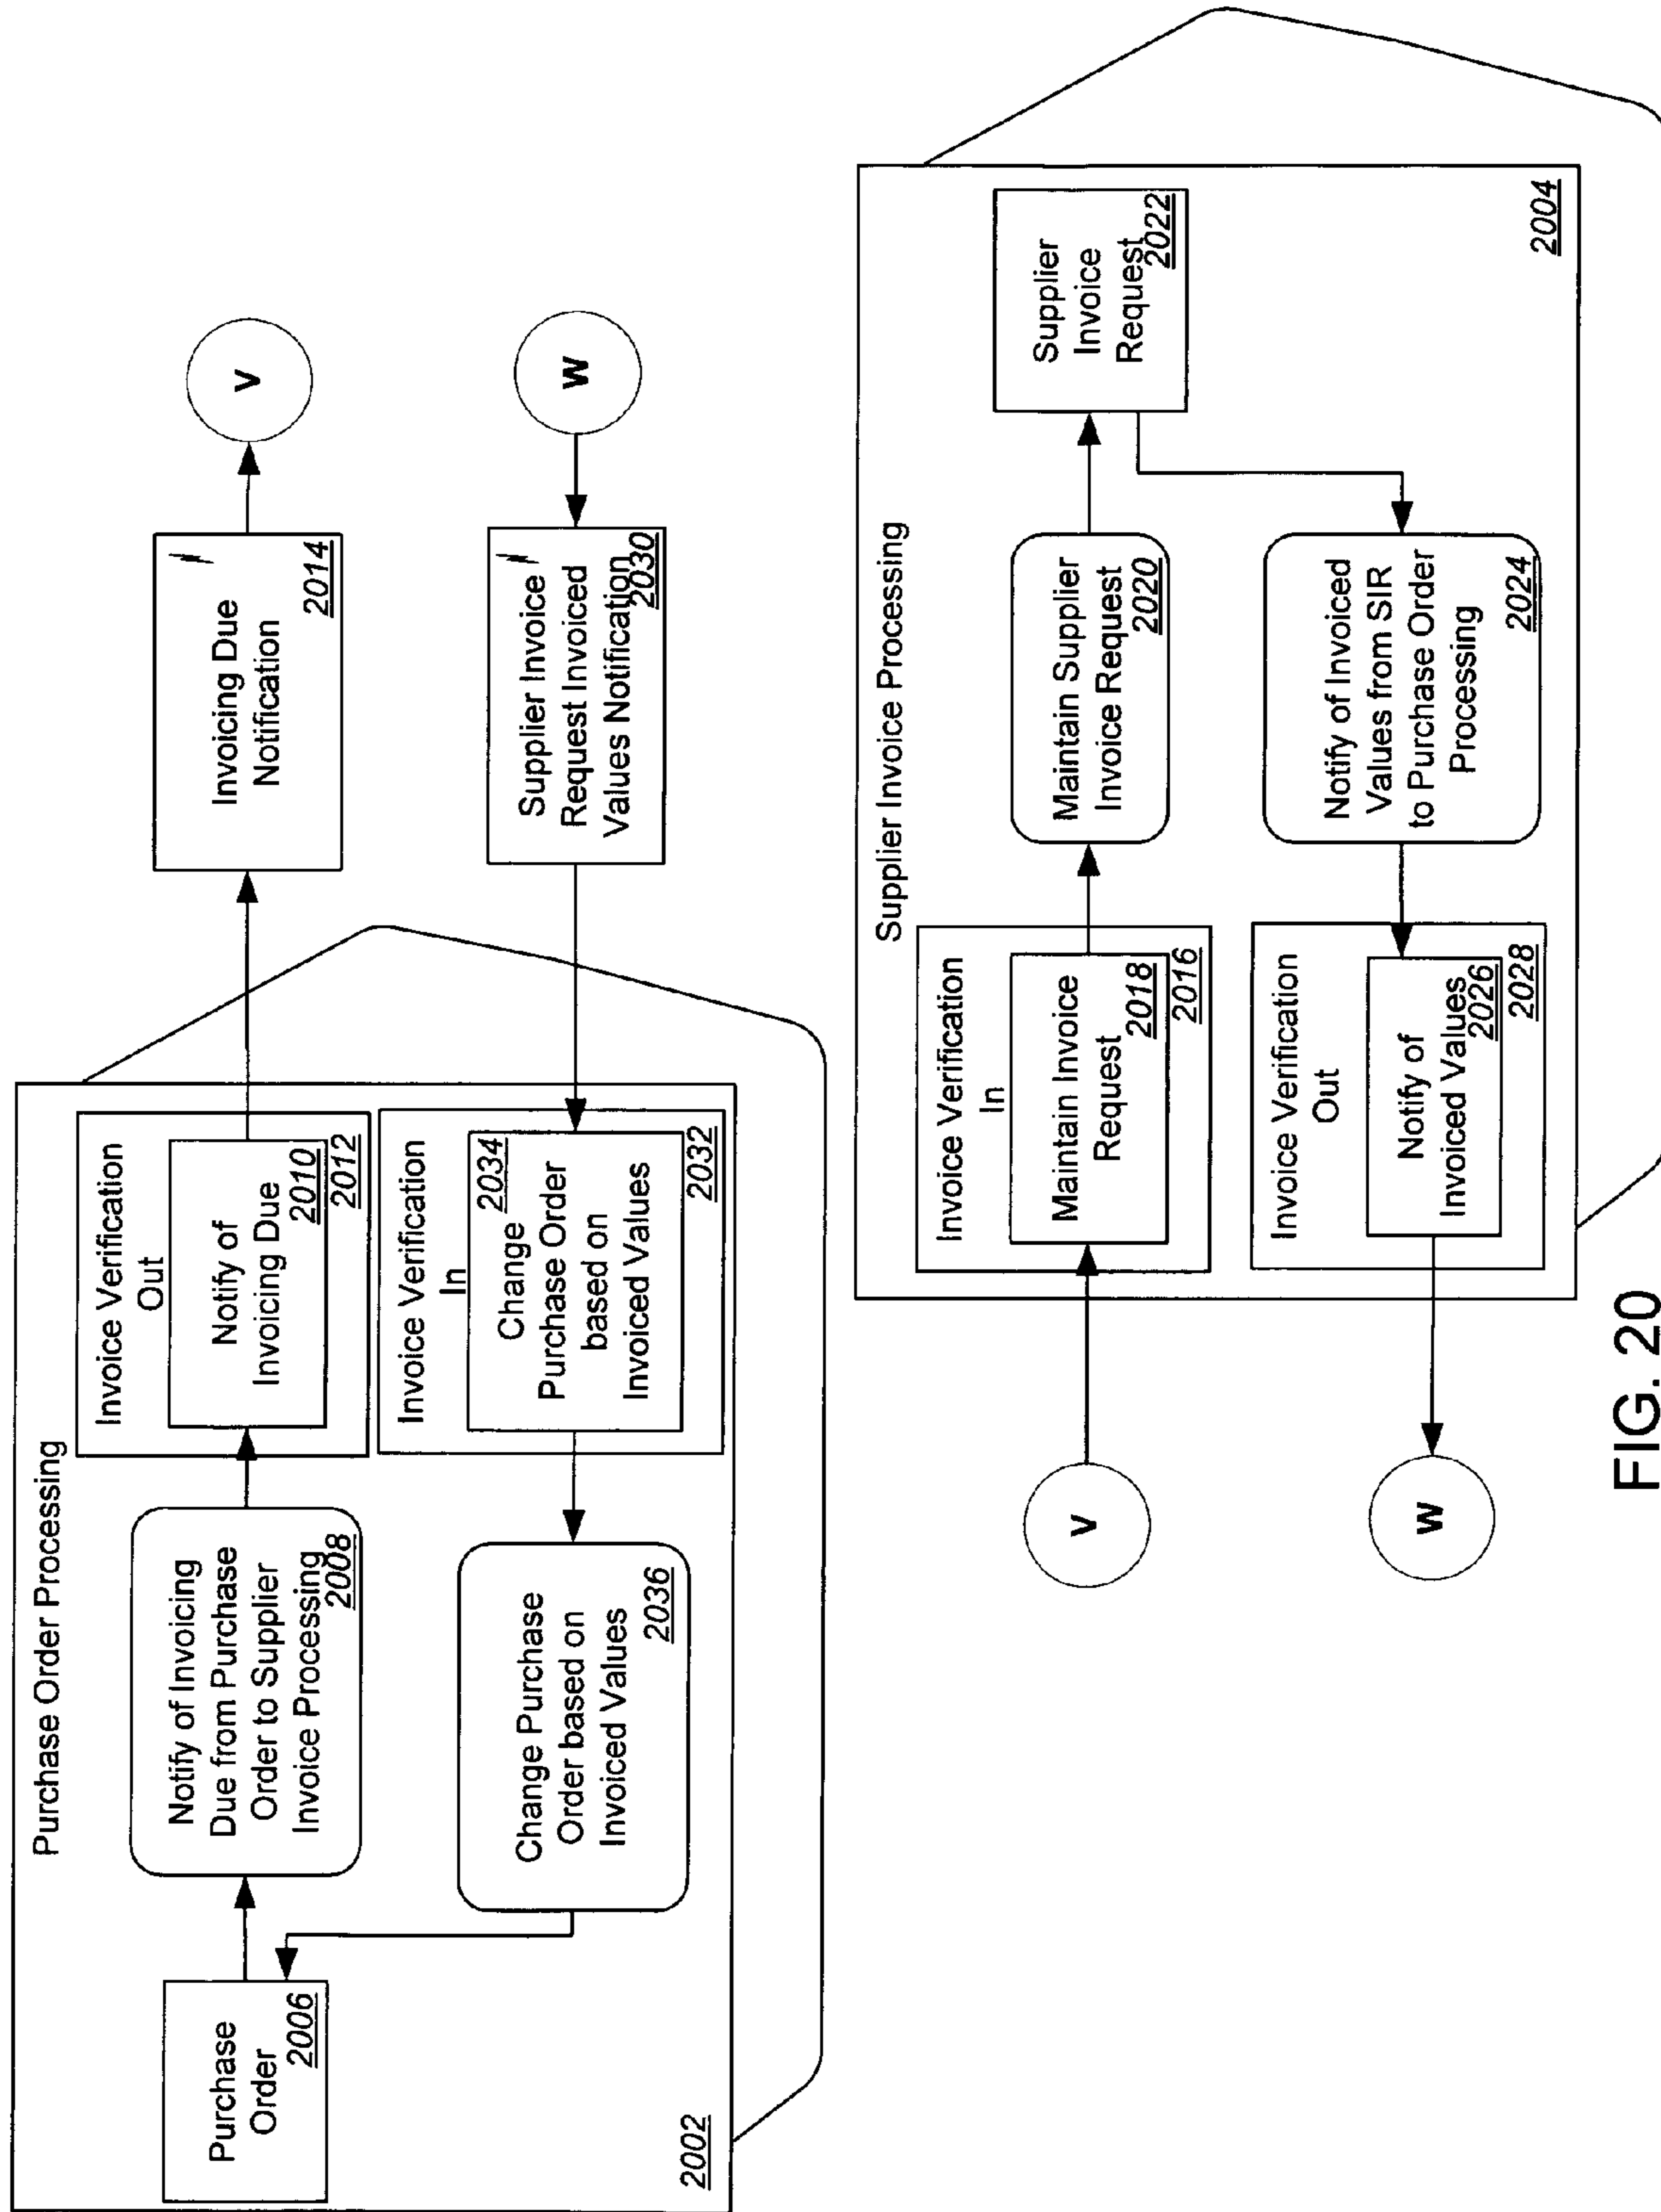 Purchase Order Processing
Purchase
Order
2006
Notify of Invoicing
Due from Purchase
Order to Supplier
Invoice Processing
2008
Invoice Verification
Out
Notify of
Invoicing Due
2010
2012
Invoicing Due
Notification
2014
V
Change Purchase
Order based on
Invoiced Values
2036
Invoice Verification
In
2034
Change
Purchase Order
based on
Invoiced Values
2032
Supplier Invoice
Request Invoiced
Values Notification
2030
W
2002
Supplier Invoice Processing
V
Invoice Verification
In
Maintain Invoice
Request
2018
2016
Maintain Supplier
Invoice Request
2020
Supplier
Invoice
Request
2022
W
Invoice Verification
Out
Notify of
Invoiced Values
2026
2028
Notify of Invoiced
Values from SIR
to Purchase Order
Processing
2024
2004
FIG. 20